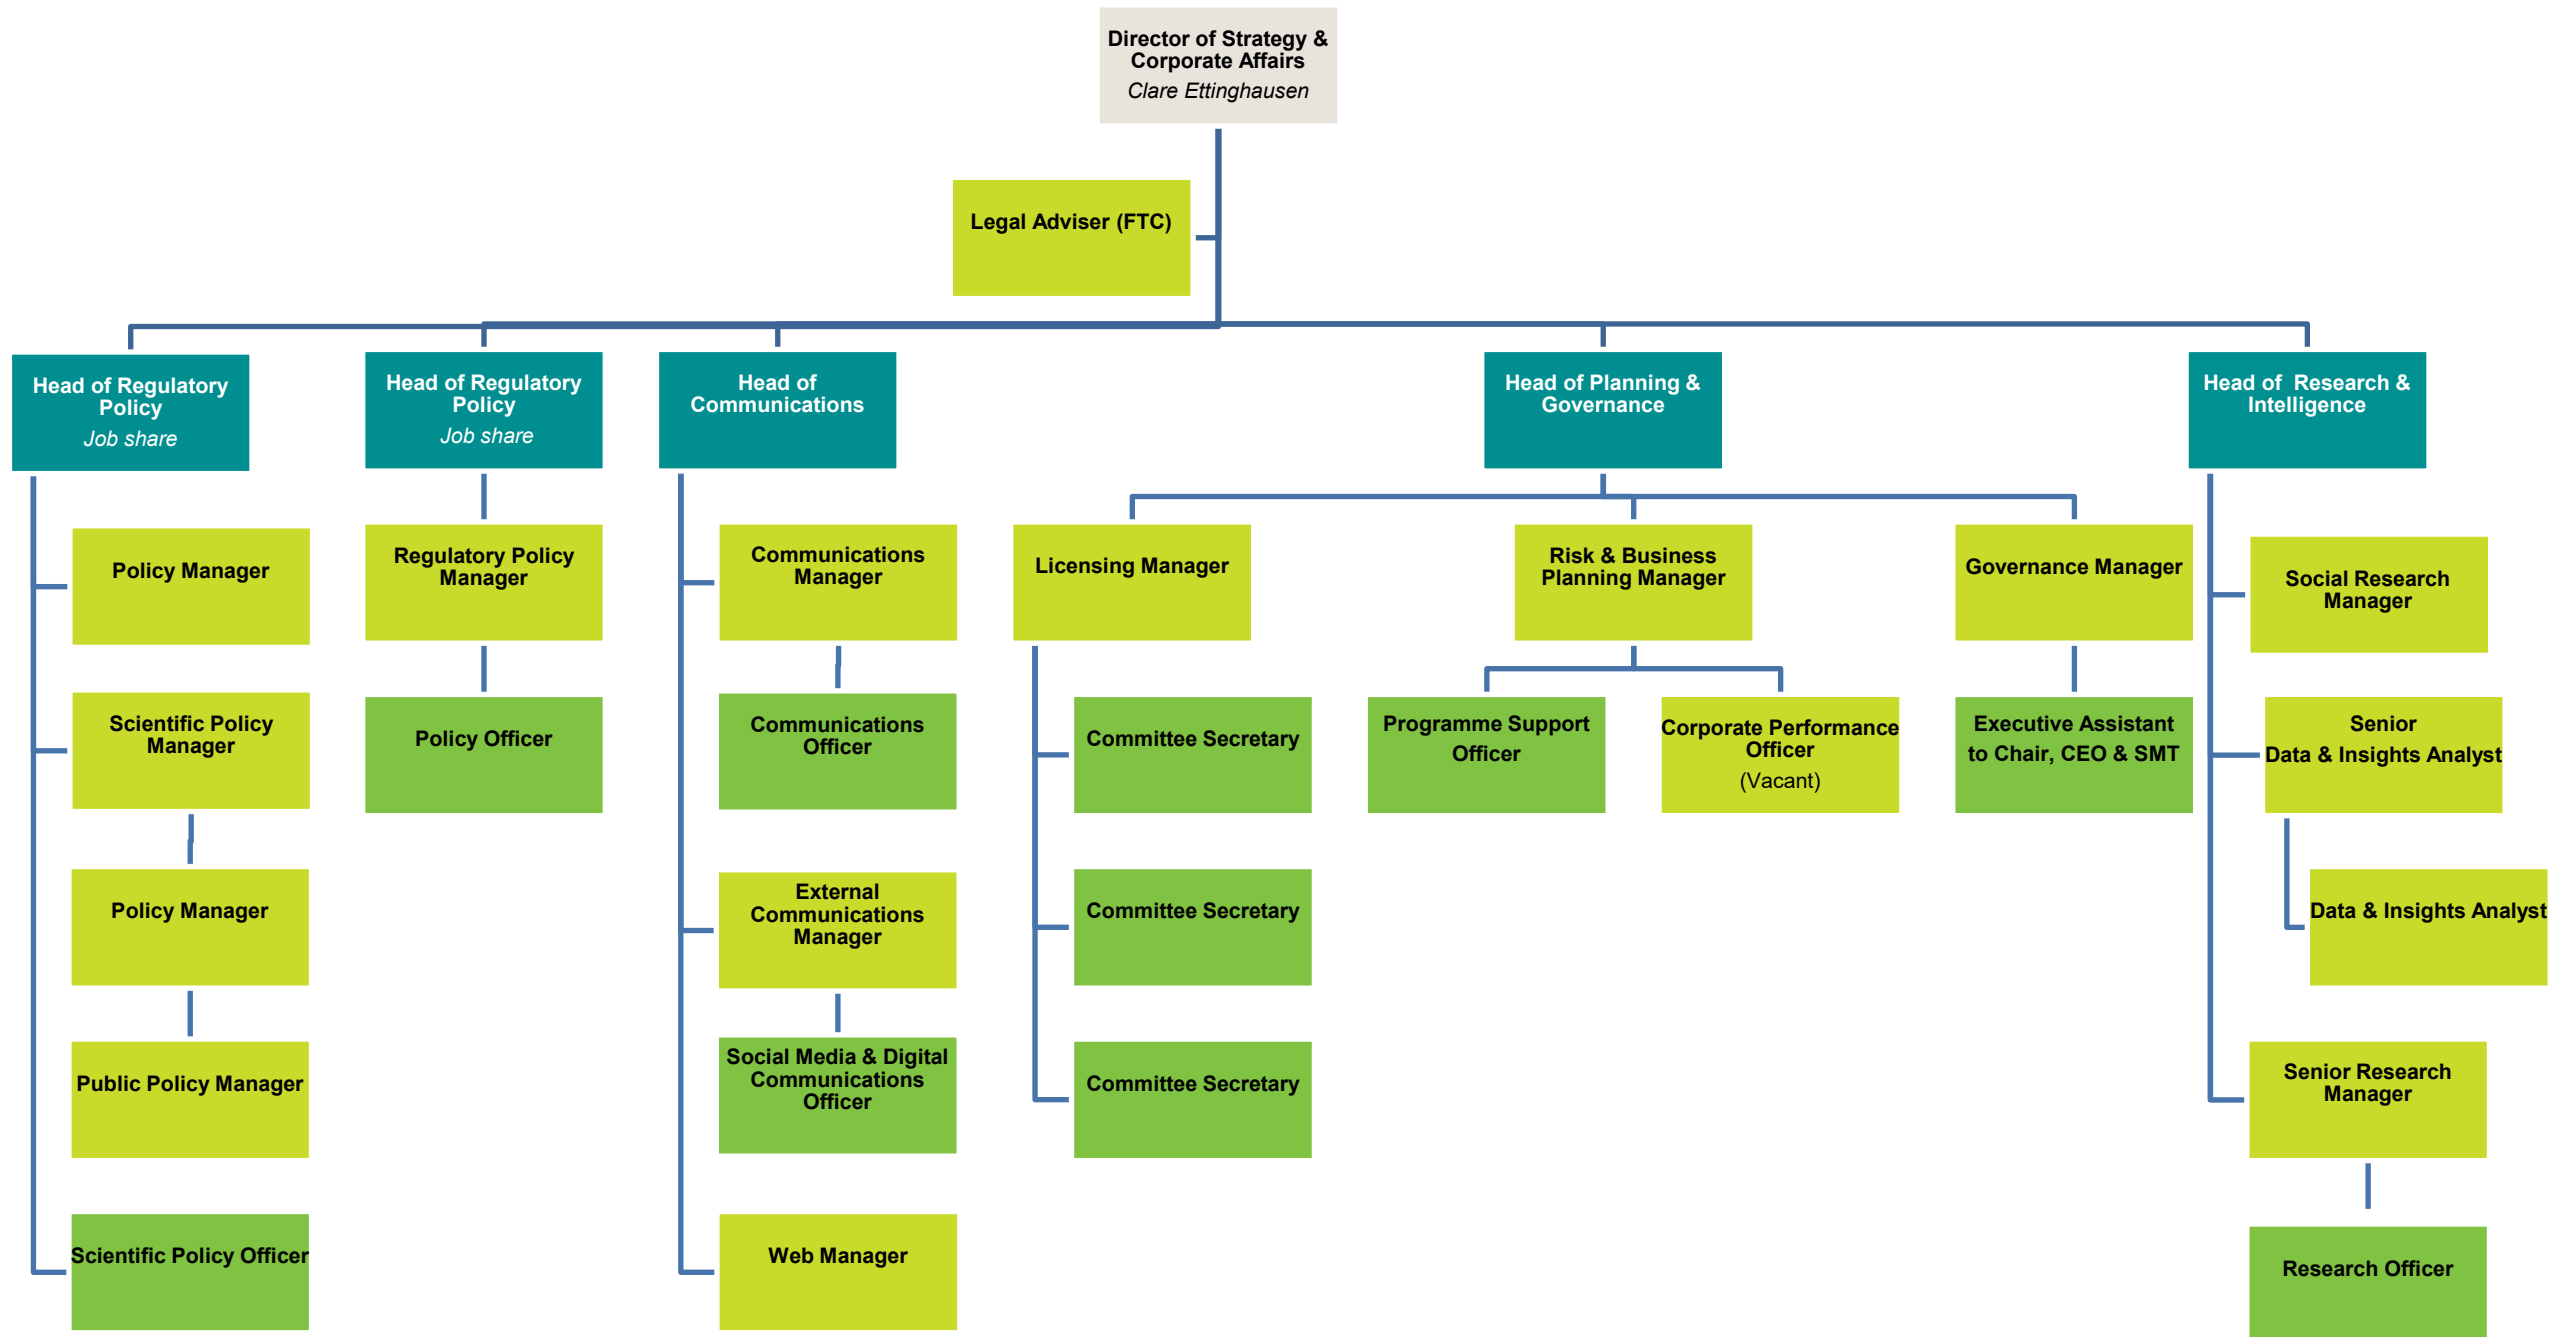 Director of Strategy &
Corporate Affairs
Clare Ettinghausen
Legal Adviser (FTC)
Head of Regulatory
Policy
Job share
Head of Regulatory
Policy
Job share
Head of
Communications
Head of Planning &
Governance
Head of Research &
Intelligence
Policy Manager
Regulatory Policy
Manager
Communications
Manager
Licensing Manager
Risk & Business
Planning Manager
Governance Manager
Social Research
Manager
Scientific Policy
Manager
Policy Officer
Communications
Officer
Committee Secretary
Programme Support
Officer
Corporate Performance
Officer
(Vacant)
Executive Assistant
to Chair, CEO & SMT
Senior
Data & Insights Analyst
Policy Manager
External
Communications
Manager
Committee Secretary
Data & Insights Analyst
Public Policy Manager
Social Media & Digital
Communications
Officer
Committee Secretary
Senior Research
Manager
Scientific Policy Officer
Web Manager
Research Officer